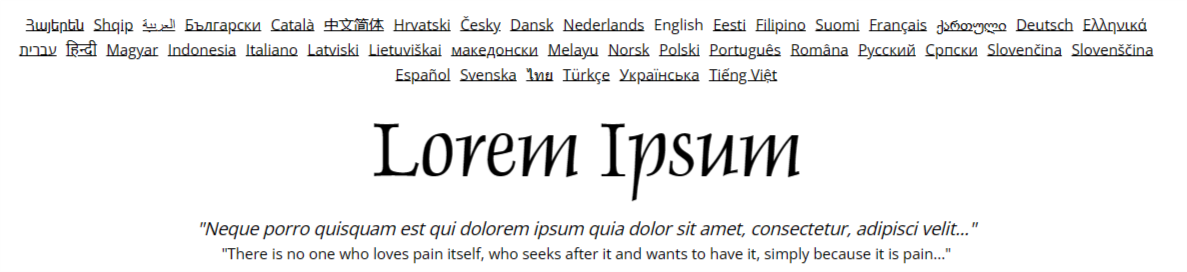 Հայերեն Shqip العربية Български Català 中文简体 Hrvatski Česky Dansk Nederlands English Eesti Filipino Suomi Français ქართული Deutsch Ελληνικά
עברית हिन्दी Magyar Indonesia Italiano Latviski Lietuviškai македонски Melayu Norsk Polski Português Româna Pyccкий Српски Slovenčina Slovenščina
Español Svenska ไทย Türkçe Українська Tiếng Việt
Lorem Ipsum
"Neque porro quisquam est qui dolorem ipsum quia dolor sit amet, consectetur, adipisci velit..."
"There is no one who loves pain itself, who seeks after it and wants to have it, simply because it is pain..."